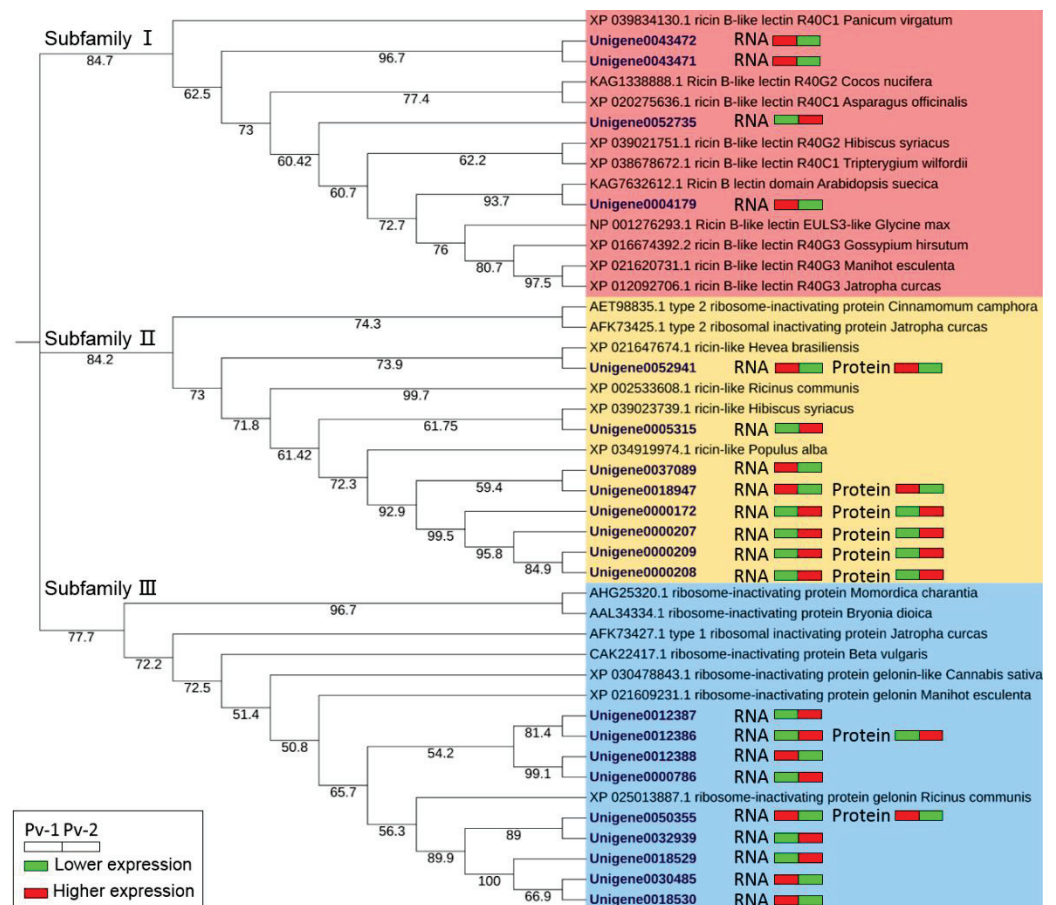 XP 039834130.1 ricin B-like lectin R40C1 Panicum virgatum
Subfamily I
84.7
Unigene0043472 RNA
96.7
Unigene0043471 RNA
62.5
KAG1338888.1 Ricin B-like lectin R40G2 Cocos nucifera
77.4
XP 020275636.1 ricin B-like lectin R40C1 Asparagus officinalis
73
Unigene0052735 RNA
60.42
XP 039021751.1 ricin B-like lectin R40G2 Hibiscus syriacus
62.2
XP 038678672.1 ricin B-like lectin R40C1 Tripterygium wilfordii
60.7
KAG7632612.1 Ricin B lectin domain Arabidopsis suecica
93.7
Unigene0004179 RNA
72.7
NP 001276293.1 Ricin B-like lectin EULS3-like Glycine max
76
XP 016674392.2 ricin B-like lectin R40G3 Gossypium hirsutum
80.7
XP 021620731.1 ricin B-like lectin R40G3 Manihot esculenta
97.5
XP 012092706.1 ricin B-like lectin R40G3 Jatropha curcas
AET98835.1 type 2 ribosome-inactivating protein Cinnamomum camphora
74.3
AFK73425.1 type 2 ribosomal inactivating protein Jatropha curcas
Subfamily II
84.2
XP 021647674.1 ricin-like Hevea brasiliensis
73.9
Unigene0052941 RNA Protein
73
XP 002533608.1 ricin-like Ricinus communis
99.7
71.8
XP 039023739.1 ricin-like Hibiscus syriacus
61.75
Unigene0005315 RNA
61.42
XP 034919974.1 ricin-like Populus alba
72.3
Unigene0037089 RNA
59.4
Unigene0018947 RNA Protein
92.9
Unigene0000172 RNA Protein
99.5
Unigene0000207 RNA Protein
95.8
Unigene0000209 RNA Protein
84.9
Unigene0000208 RNA Protein
Subfamily III
77.7
AHG25320.1 ribosome-inactivating protein Momordica charantia
96.7
AAL34334.1 ribosome-inactivating protein Bryonia dioica
AFK73427.1 type 1 ribosomal inactivating protein Jatropha curcas
72.2
CAK22417.1 ribosome-inactivating protein Beta vulgaris
72.5
XP 030478843.1 ribosome-inactivating protein gelonin-like Cannabis sativa
51.4
XP 021609231.1 ribosome-inactivating protein gelonin Manihot esculenta
50.8
Unigene0012387 RNA
81.4
Unigene0012386 RNA Protein
54.2
Unigene0012388 RNA
99.1
Unigene0000786 RNA
65.7
XP 025013887.1 ribosome-inactivating protein gelonin Ricinus communis
56.3
Unigene0050355 RNA Protein
89
Unigene0032939 RNA
89.9
Unigene0018529 RNA
100
Unigene0030485 RNA
66.9
Unigene0018530 RNA
Pv-1 Pv-2
Lower expression
Higher expression